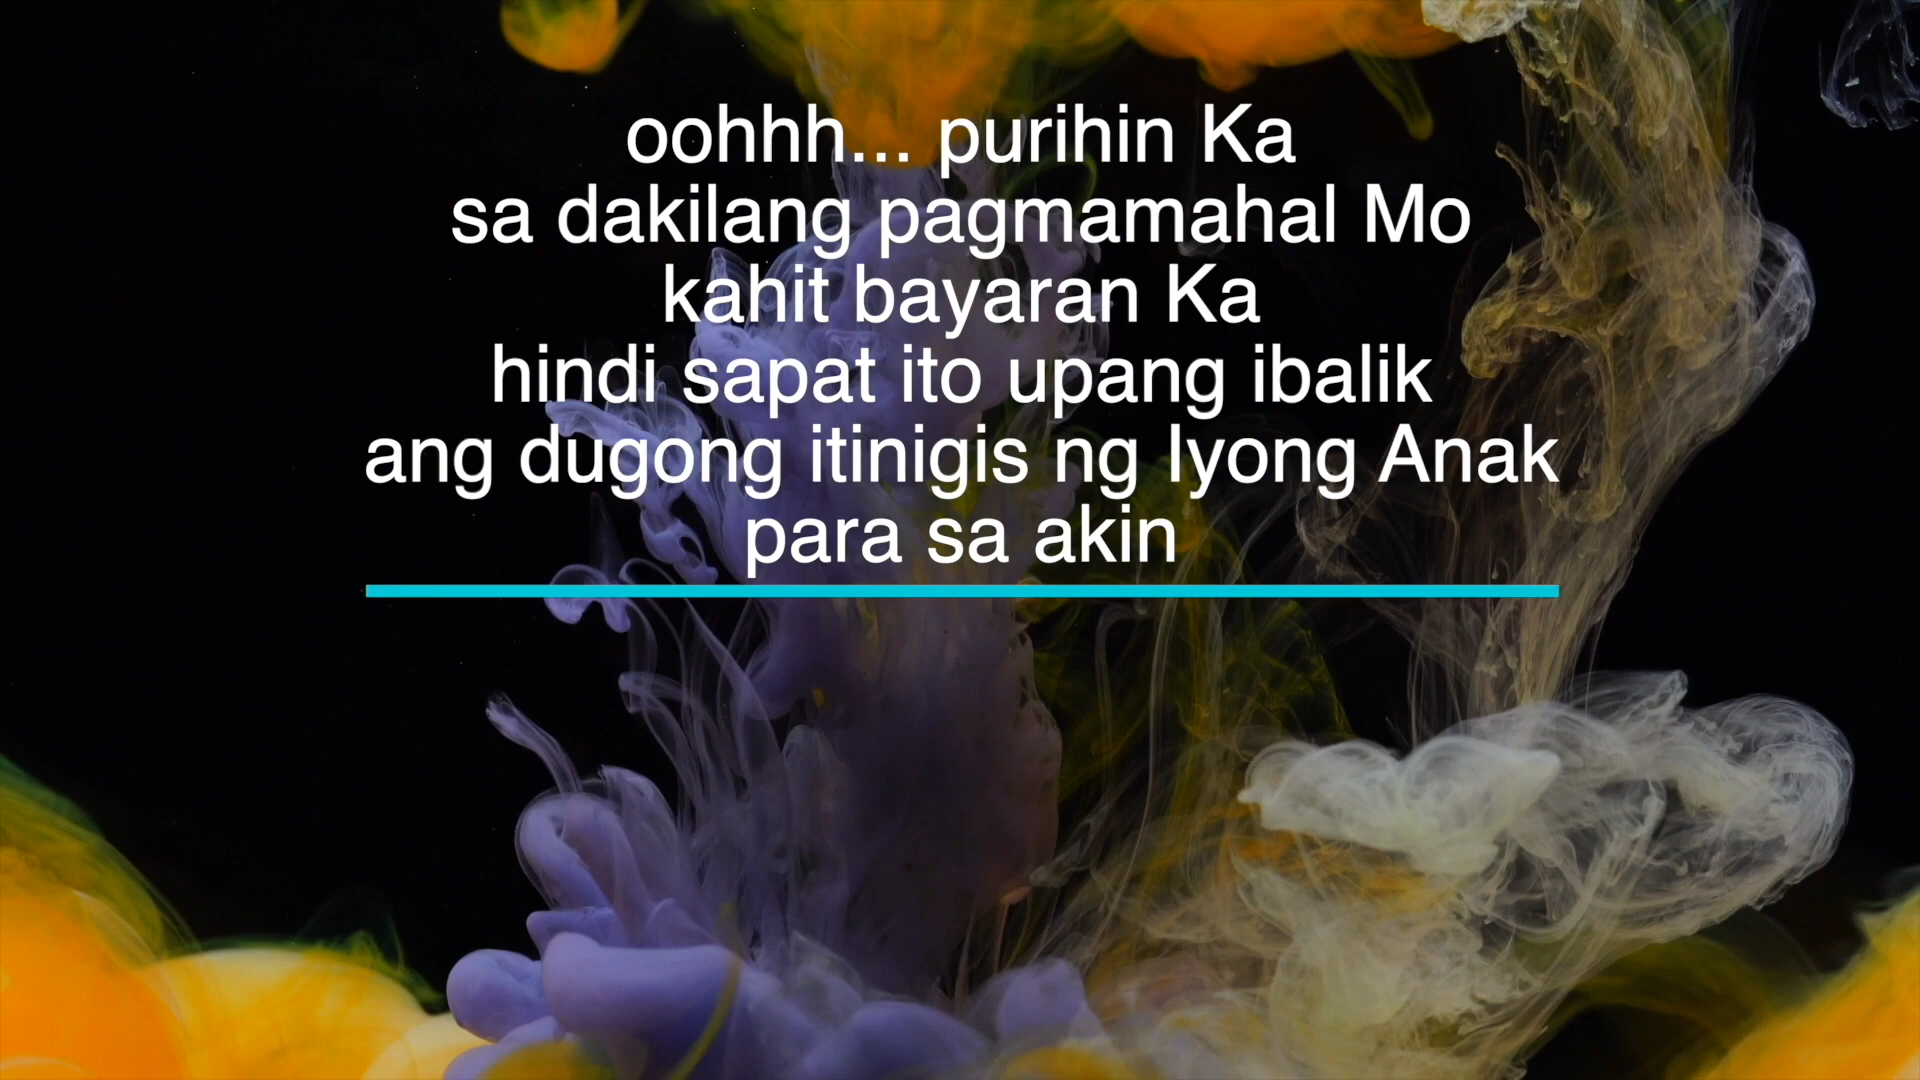 oohhh... purihin Ka
sa dakilang pagmamahal Mo
kahit bayaran Ka
hindi sapat ito upang ibalik
ang dugong itinigis ng Iyong Anak
para sa akin